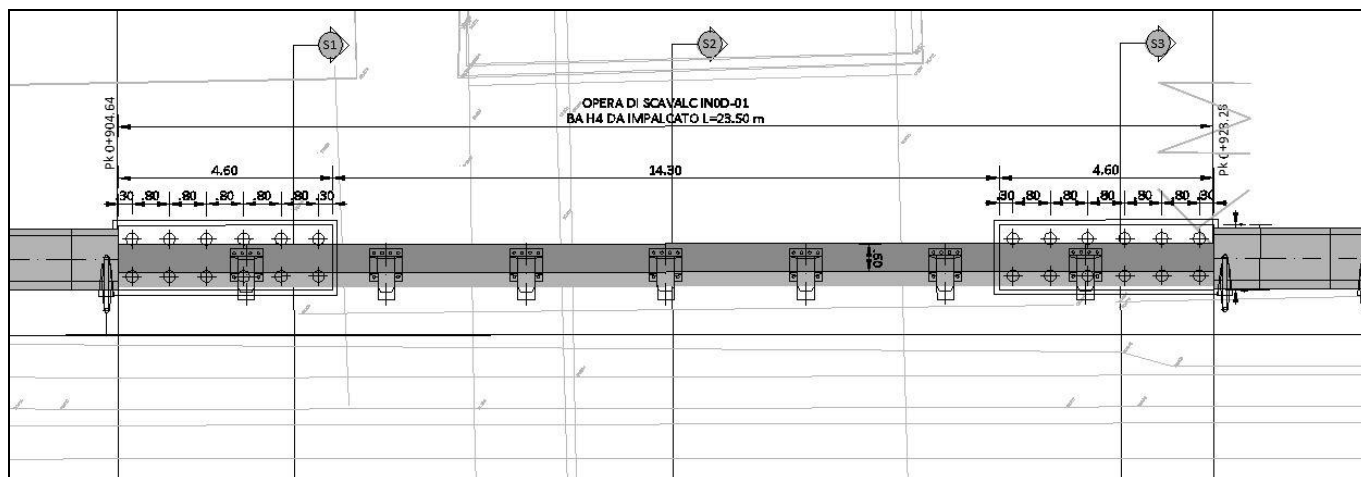 S1
S2
S3
OPERA DI SCAVALC IN0D-01
BA H4 DA IMPALCATO L=23.50 m
Pk 0+904.64
Pk 0+928.28
4.60
14.30
4.60
.30 .80 .80 .80 .80 .80 .30
.30 .80 .80 .80 .80 .80 .30
.50